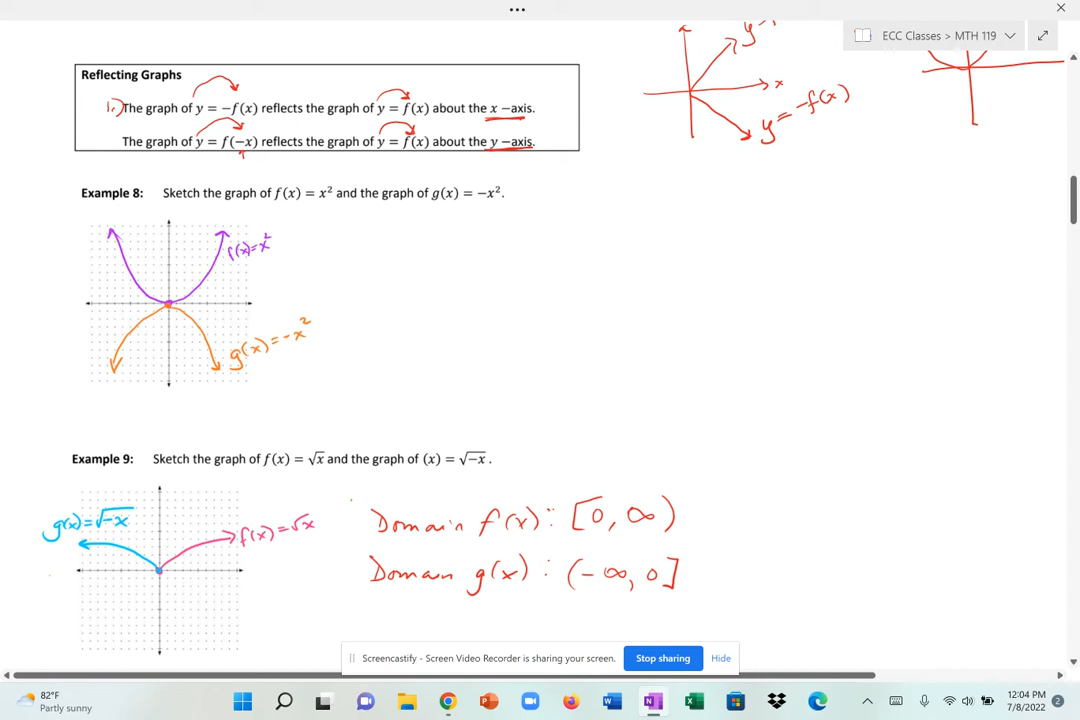 ECC Classes > MTH 119
Reflecting Graphs
1.) The graph of y = −f(x) reflects the graph of y = f(x) about the x −axis.
The graph of y = f(−x) reflects the graph of y = f(x) about the y −axis.
x
y = -f(x)
Example 8: Sketch the graph of f(x) = x² and the graph of g(x) = −x².
f(x)=x²
g(x)=-x²
Example 9: Sketch the graph of f(x) = √x and the graph of (x) = √−x .
g(x)=√-x
f(x)=√x
Domain f(x): [0, ∞)
Domain g(x): (-∞, 0]
Screencastify - Screen Video Recorder is sharing your screen.
Stop sharing
Hide
82°F
Partly sunny
12:04 PM
7/8/2022
2